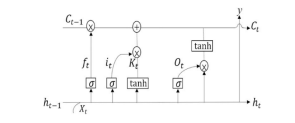 y
C_{t-1} × + C_t
tanh
×
f_t i_t K_t O_t ×
σ σ tanh σ
h_{t-1} h_t
X_t